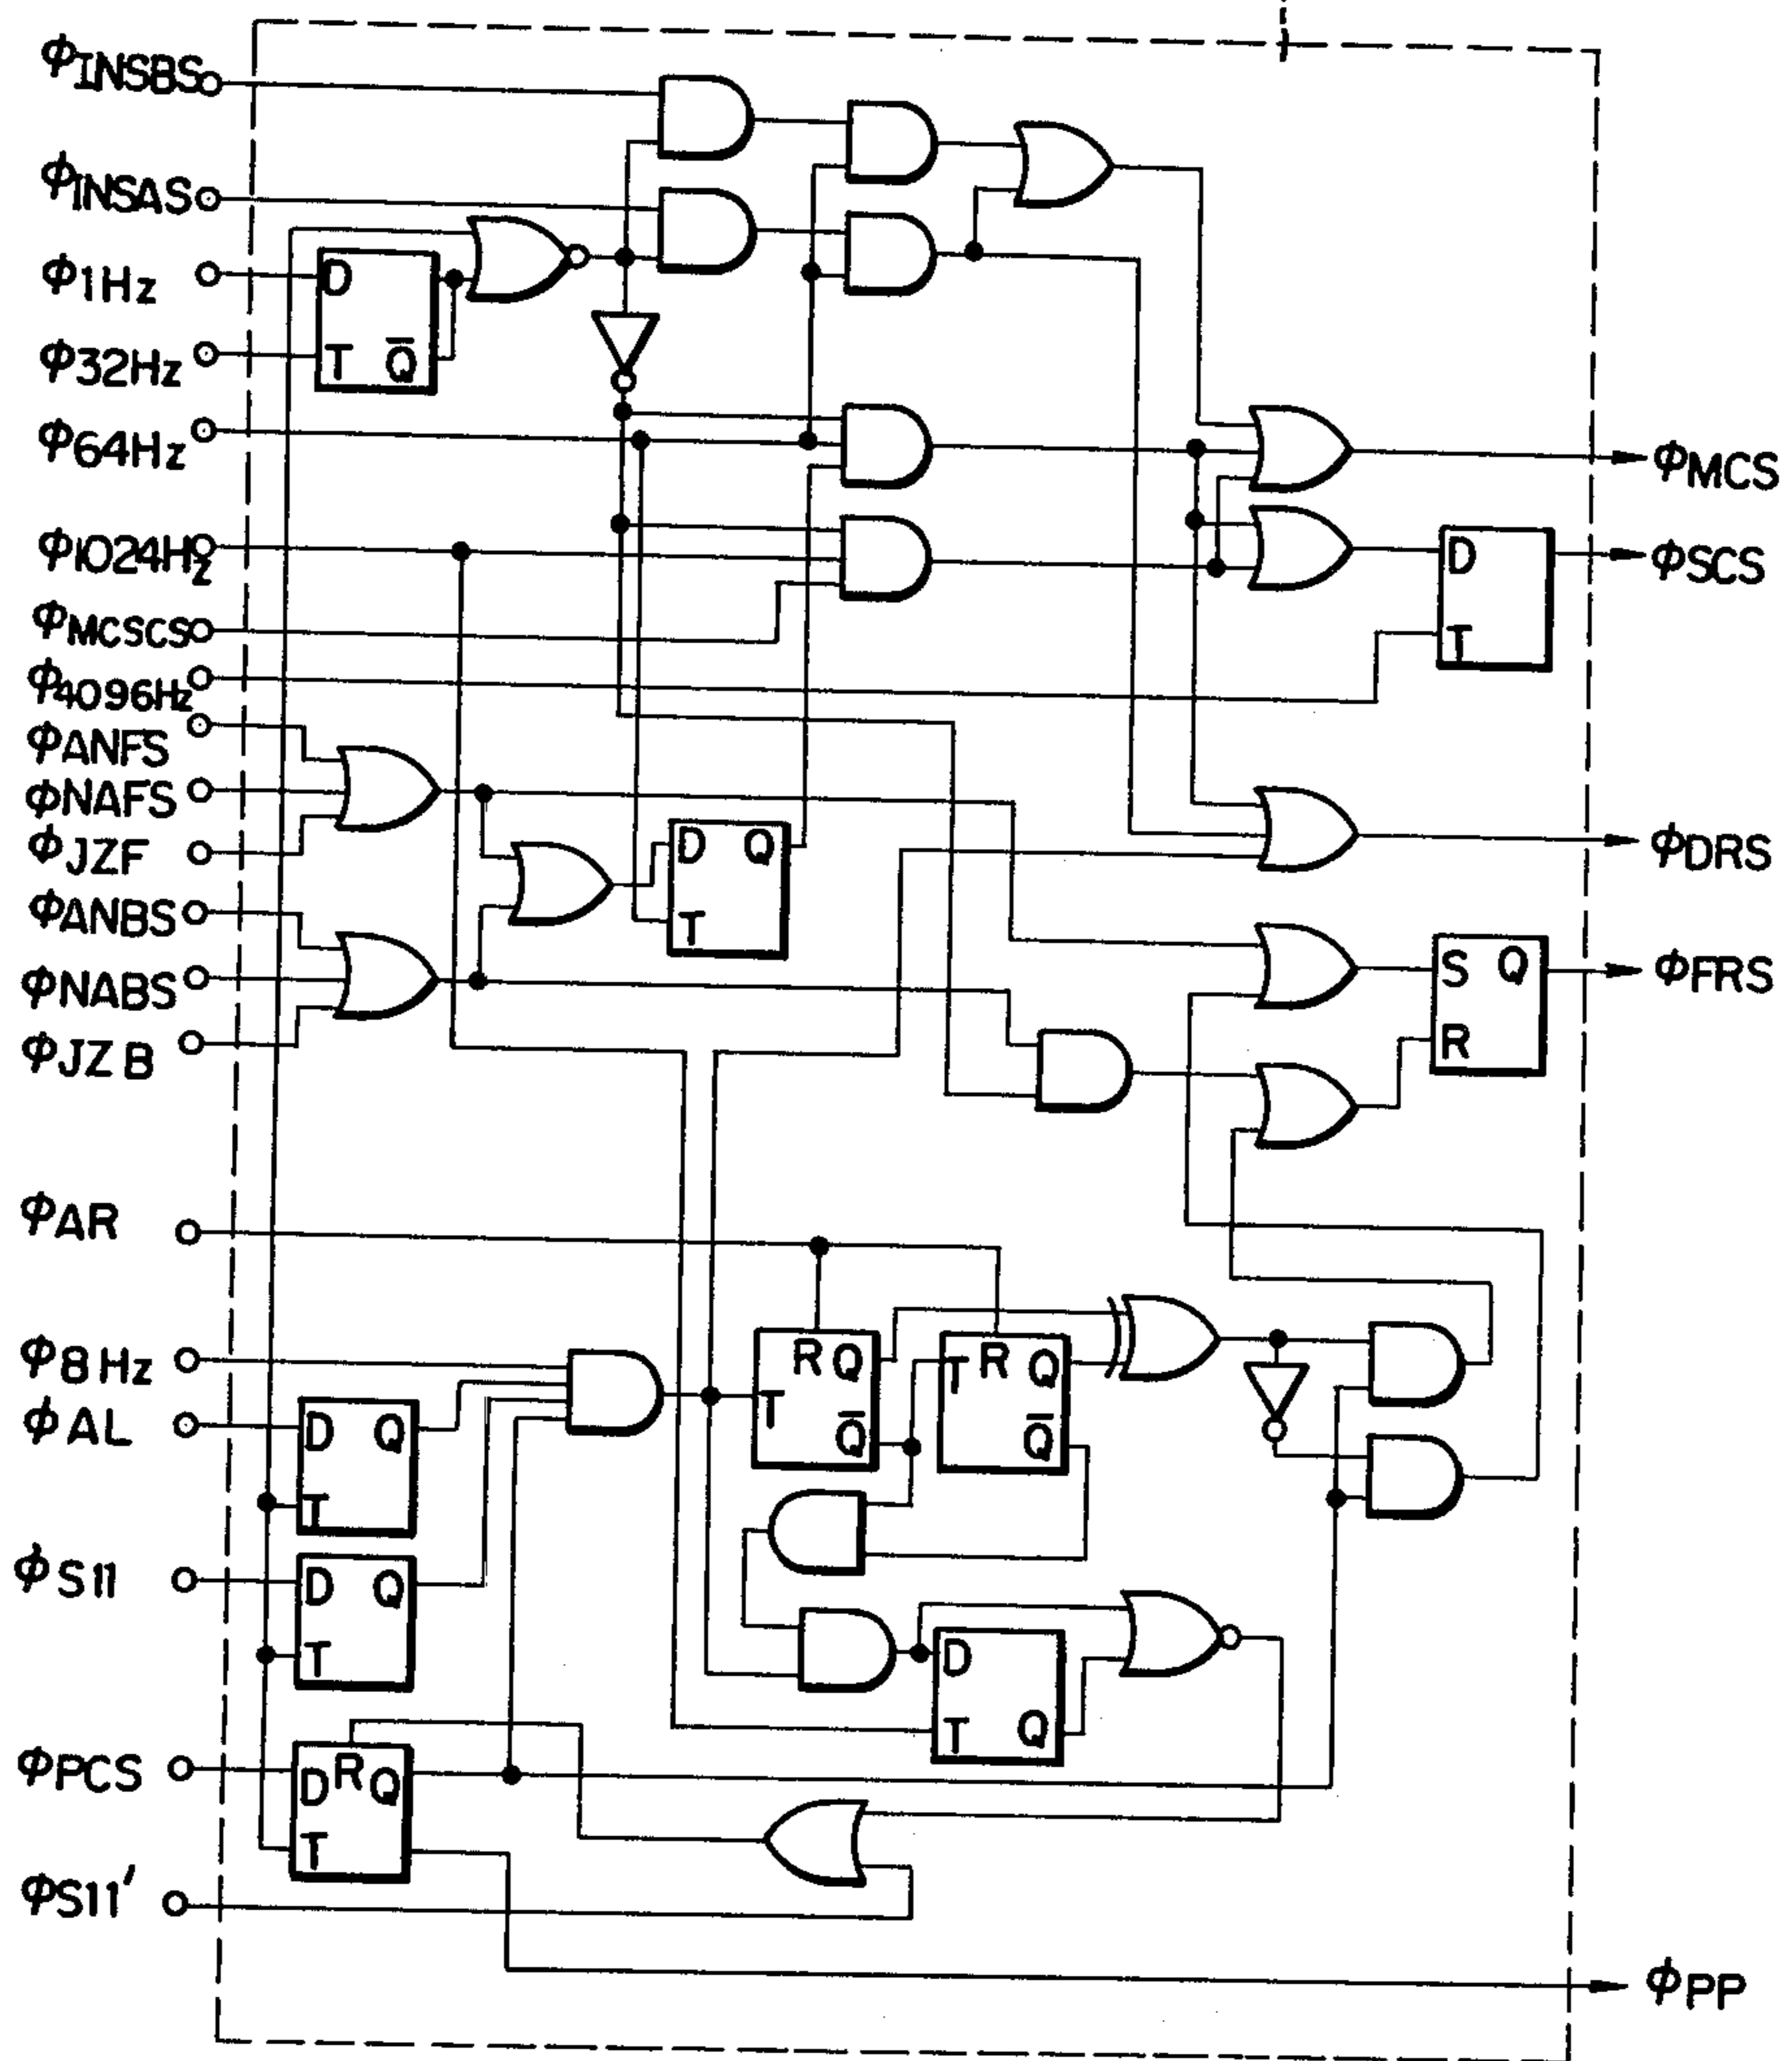 φINSBS
φINSAS
φ1Hz
φ32Hz
φ64Hz
φ1024Hz
φMCSCS
φ4096Hz
φANFS
φNAFS
φJZF
φANBS
φNABS
φJZB
φAR
φ8Hz
φAL
φS11
φPCS
φS11'
D
T Q̅
D Q
T
D
T
S Q
R
R Q
T
Q̅
T R Q
Q̅
D Q
T
D Q
T
D
T Q
D R Q
T
φMCS
φSCS
φDRS
φFRS
φPP